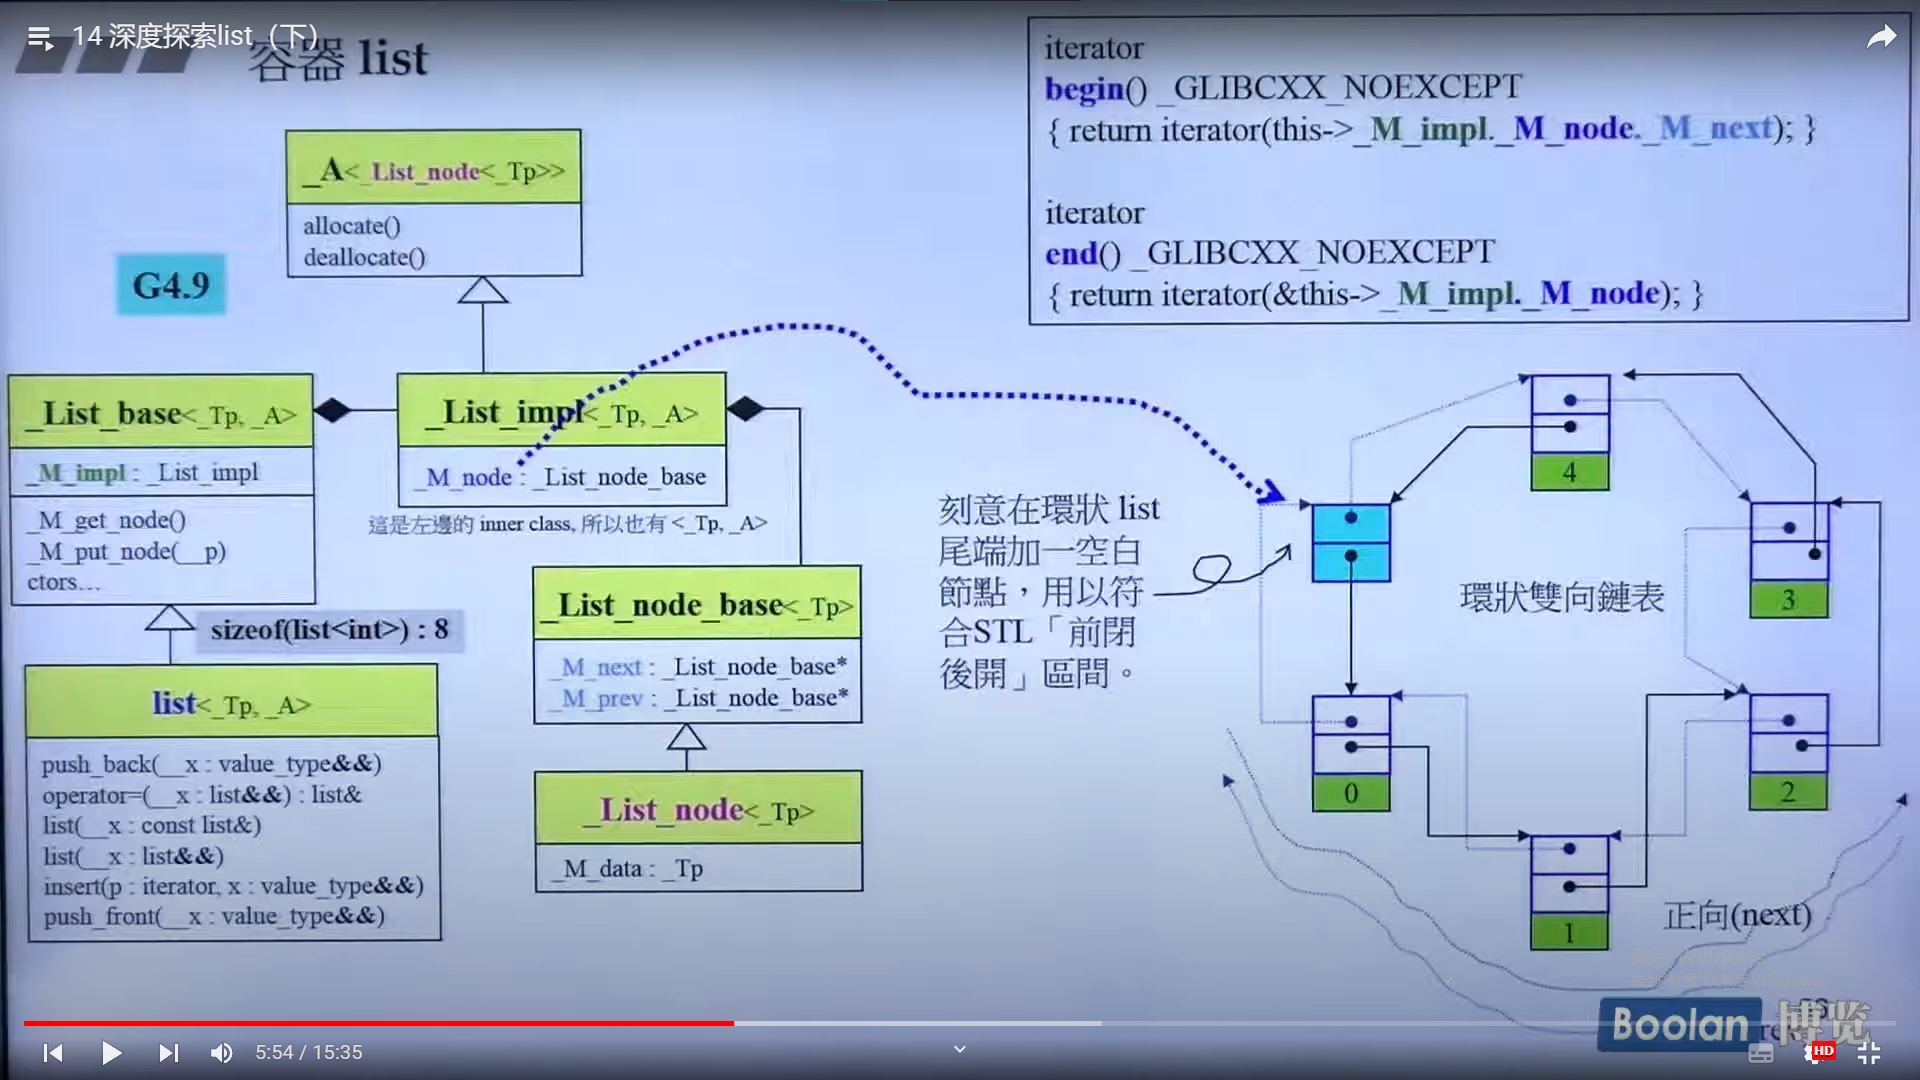 14 深度探索list（下）
容器 list
iterator
begin() _GLIBCXX_NOEXCEPT
{ return iterator(this->_M_impl._M_node._M_next); }
iterator
end() _GLIBCXX_NOEXCEPT
{ return iterator(&this->_M_impl._M_node); }
_A<_List_node<_Tp>>
allocate()
deallocate()
G4.9
_List_base<_Tp, _A>
_M_impl : _List_impl
_M_get_node()
_M_put_node(__p)
ctors...
_List_impl<_Tp, _A>
_M_node : _List_node_base
這是左邊的 inner class, 所以也有 <_Tp, _A>
sizeof(list<int>) : 8
list<_Tp, _A>
push_back(__x : value_type&&)
operator=(__x : list&&) : list&
list(__x : const list&)
list(__x : list&&)
insert(p : iterator, x : value_type&&)
push_front(__x : value_type&&)
_List_node_base<_Tp>
_M_next : _List_node_base*
_M_prev : _List_node_base*
_List_node<_Tp>
_M_data : _Tp
刻意在環狀 list
尾端加一空白
節點，用以符
合STL「前閉
後開」區間。
環狀雙向鏈表
4
3
2
0
1
正向(next)
Boolan 博览
5:54 / 15:35
HD